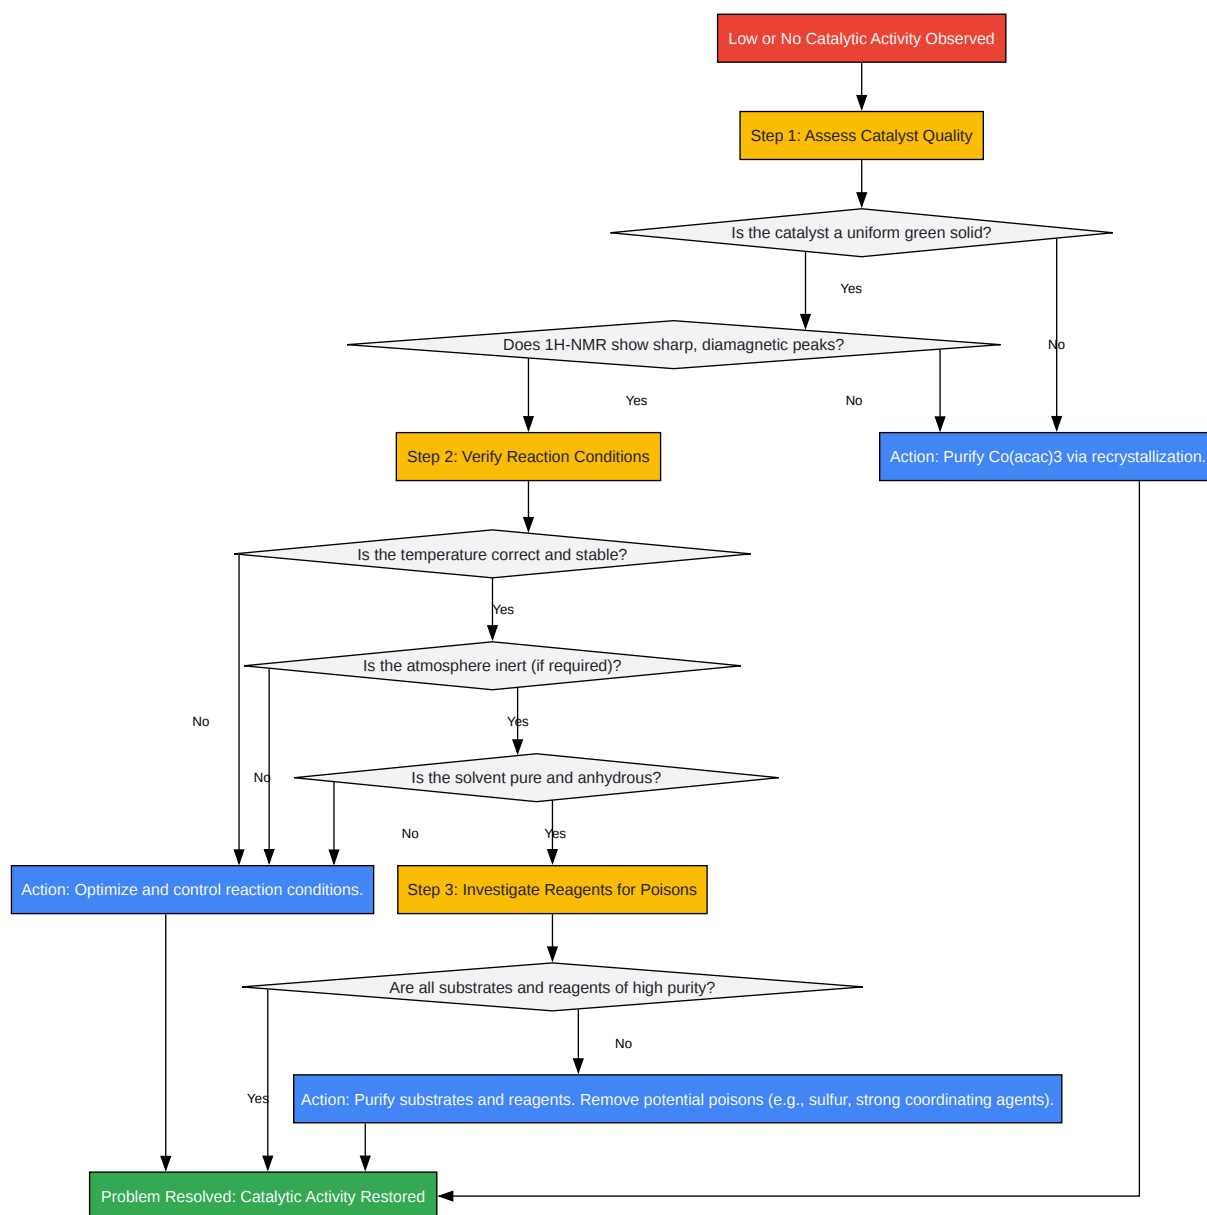 Low or No Catalytic Activity Observed
Step 1: Assess Catalyst Quality
Is the catalyst a uniform green solid?
Yes
Does 1H-NMR show sharp, diamagnetic peaks?
No
Yes
No
Step 2: Verify Reaction Conditions
Action: Purify Co(acac)3 via recrystallization.
Is the temperature correct and stable?
Yes
Is the atmosphere inert (if required)?
No
Yes
Is the solvent pure and anhydrous?
No
No
Yes
Action: Optimize and control reaction conditions.
Step 3: Investigate Reagents for Poisons
Are all substrates and reagents of high purity?
No
Yes
Action: Purify substrates and reagents. Remove potential poisons (e.g., sulfur, strong coordinating agents).
Problem Resolved: Catalytic Activity Restored